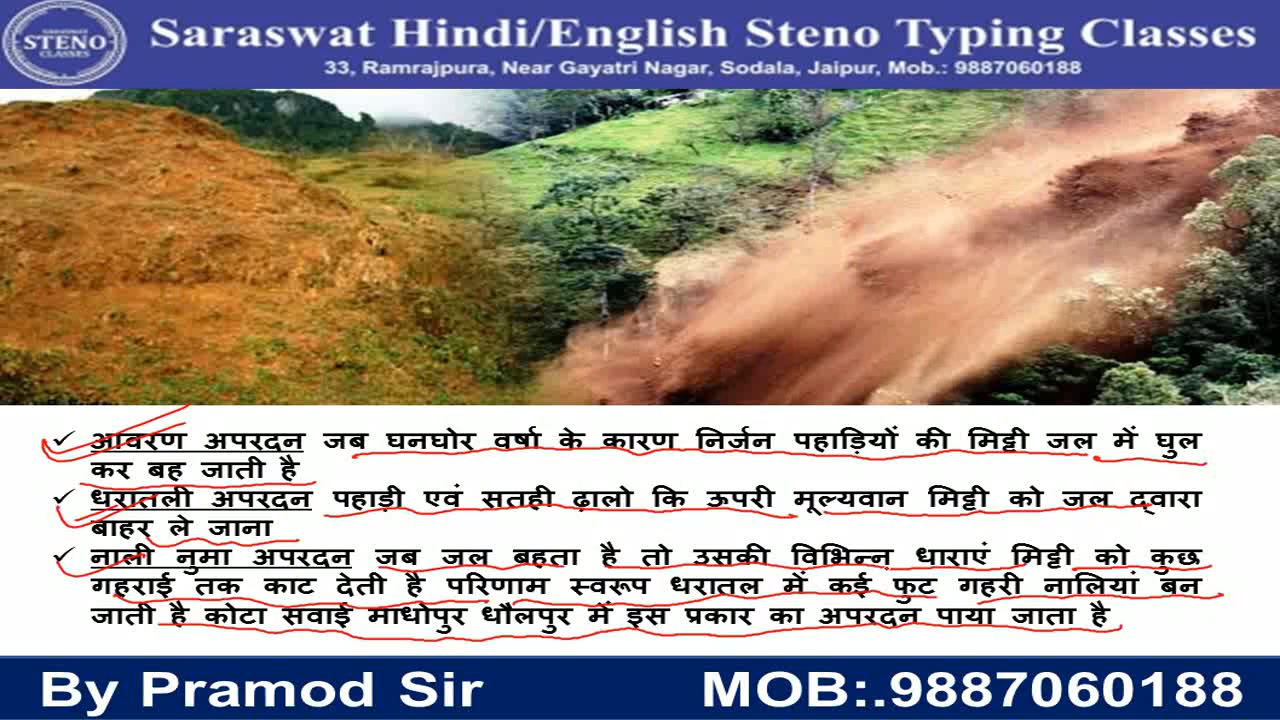 STENO
CLASSES
Saraswat Hindi/English Steno Typing Classes
33, Ramrajpura, Near Gayatri Nagar, Sodala, Jaipur, Mob.: 9887060188
✓ आवरण अपरदन जब घनघोर वर्षा के कारण निर्जन पहाड़ियों की मिट्टी जल में घुल
कर बह जाती है
✓ धरातली अपरदन पहाड़ी एवं सतही ढ़ालो कि ऊपरी मूल्यवान मिट्टी को जल द्वारा
बाहर ले जाना
✓ नाली नुमा अपरदन जब जल बहता है तो उसकी विभिन्न धाराएं मिट्टी को कुछ
गहराई तक काट देती है परिणाम स्वरूप धरातल में कई फुट गहरी नालियां बन
जाती है कोटा सवाई माधोपुर धौलपुर में इस प्रकार का अपरदन पाया जाता है
By Pramod Sir
MOB:.9887060188